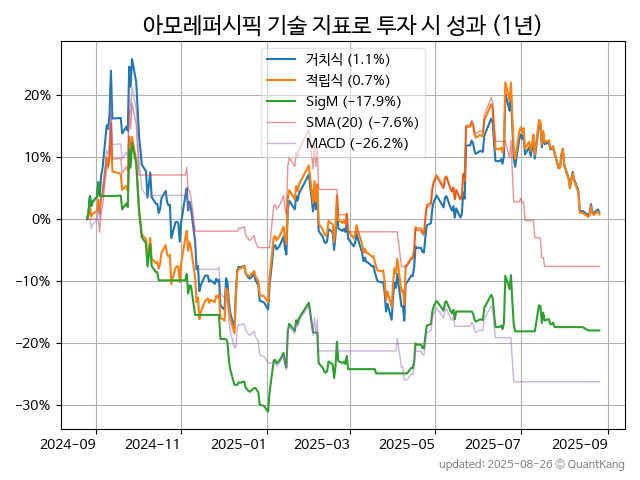 아모레퍼시픽 기술 지표로 투자 시 성과 (1년)
거치식 (1.1%)
적립식 (0.7%)
SigM (−17.9%)
SMA(20) (−7.6%)
MACD (−26.2%)
20%
10%
0%
−10%
−20%
−30%
2024-09 2024-11 2025-01 2025-03 2025-05 2025-07 2025-09
updated: 2025-08-26 © QuantKang